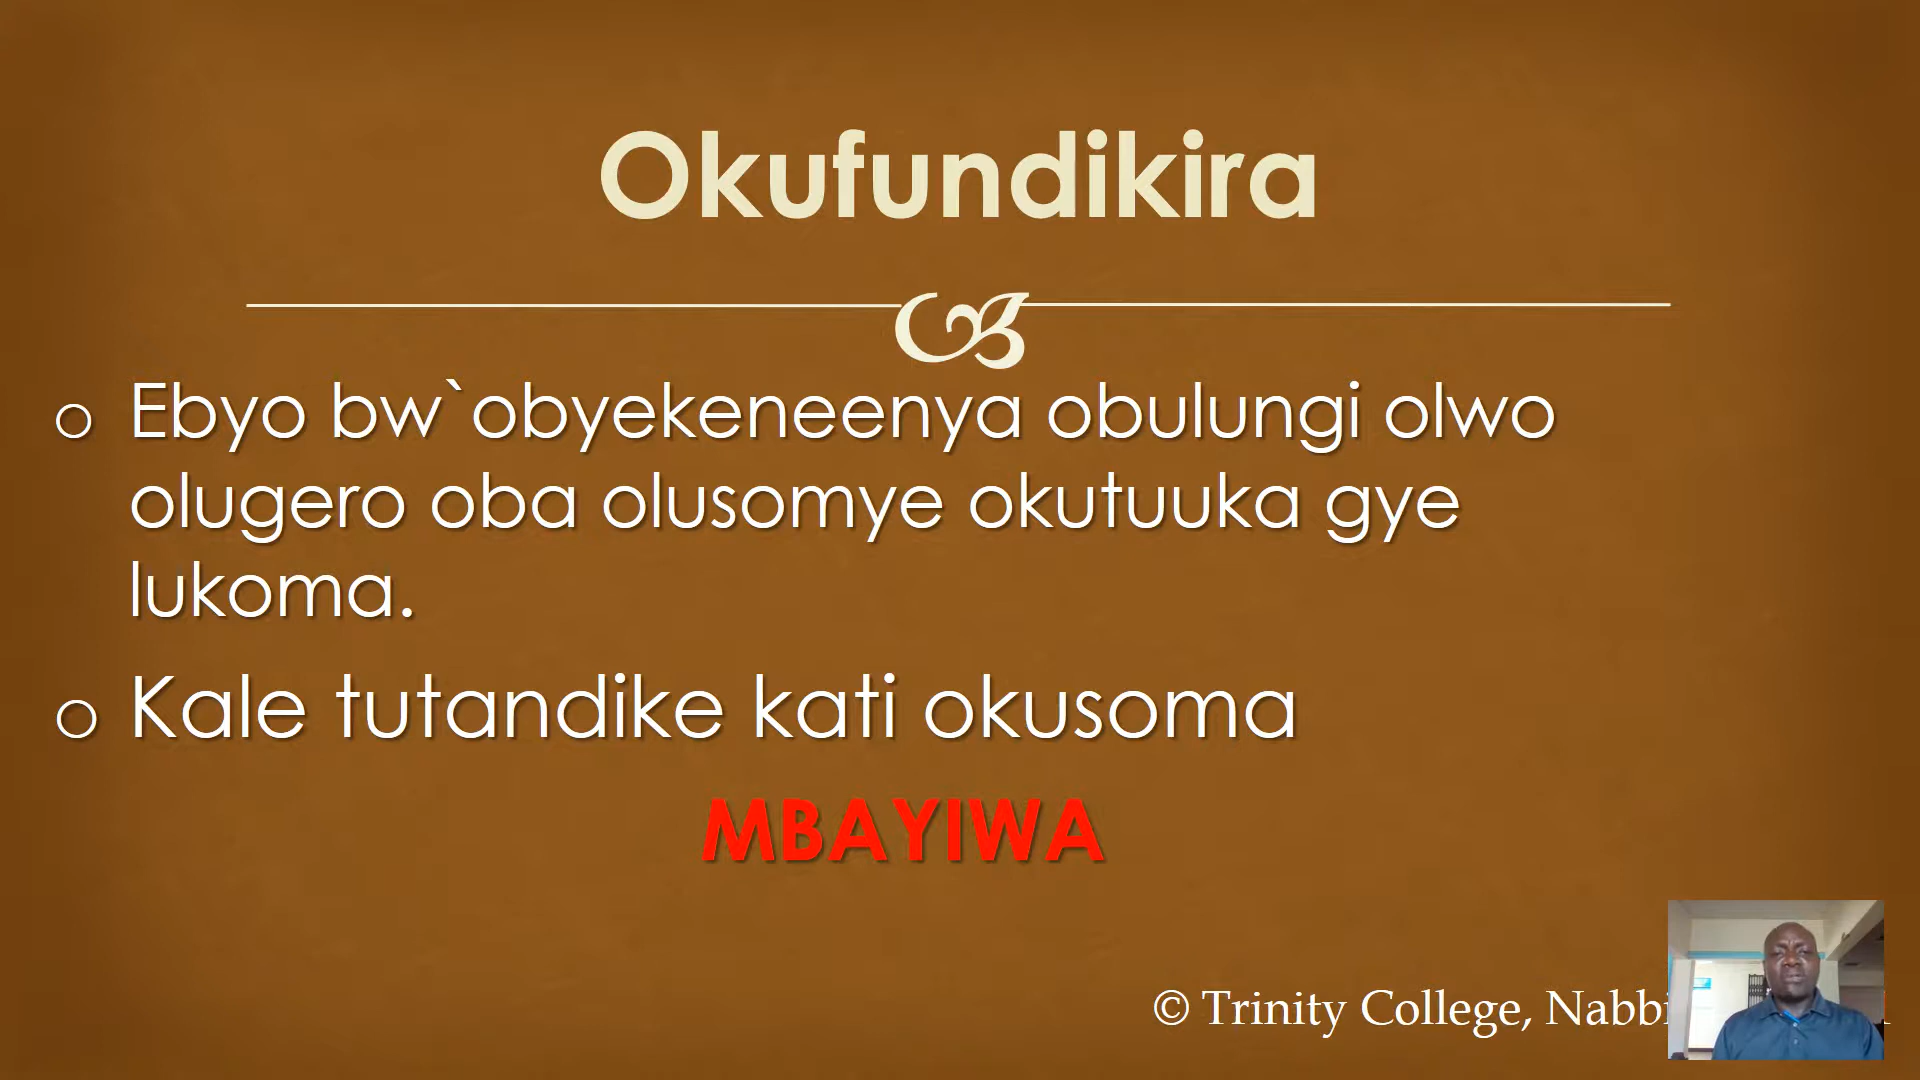 Okufundikira
o Ebyo bw`obyekeneenya obulungi olwo
olugero oba olusomye okutuuka gye
lukoma.
o Kale tutandike kati okusoma
MBAYIWA
© Trinity College,